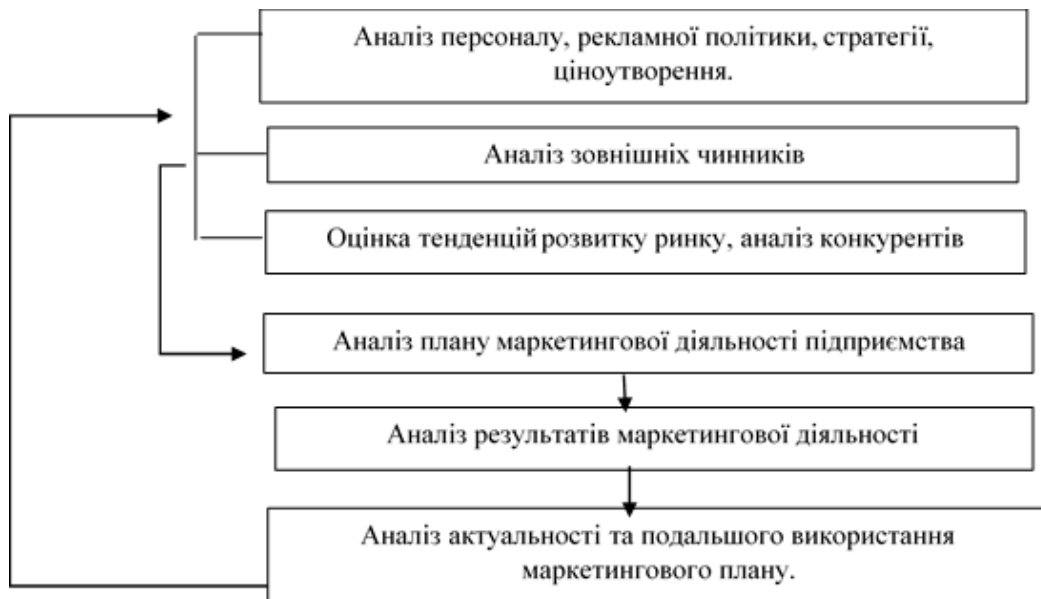 Аналіз персоналу, рекламної політики, стратегії,
ціноутворення.
Аналіз зовнішніх чинників
Оцінка тенденцій розвитку ринку, аналіз конкурентів
Аналіз плану маркетингової діяльності підприємства
Аналіз результатів маркетингової діяльності
Аналіз актуальності та подальшого використання
маркетингового плану.